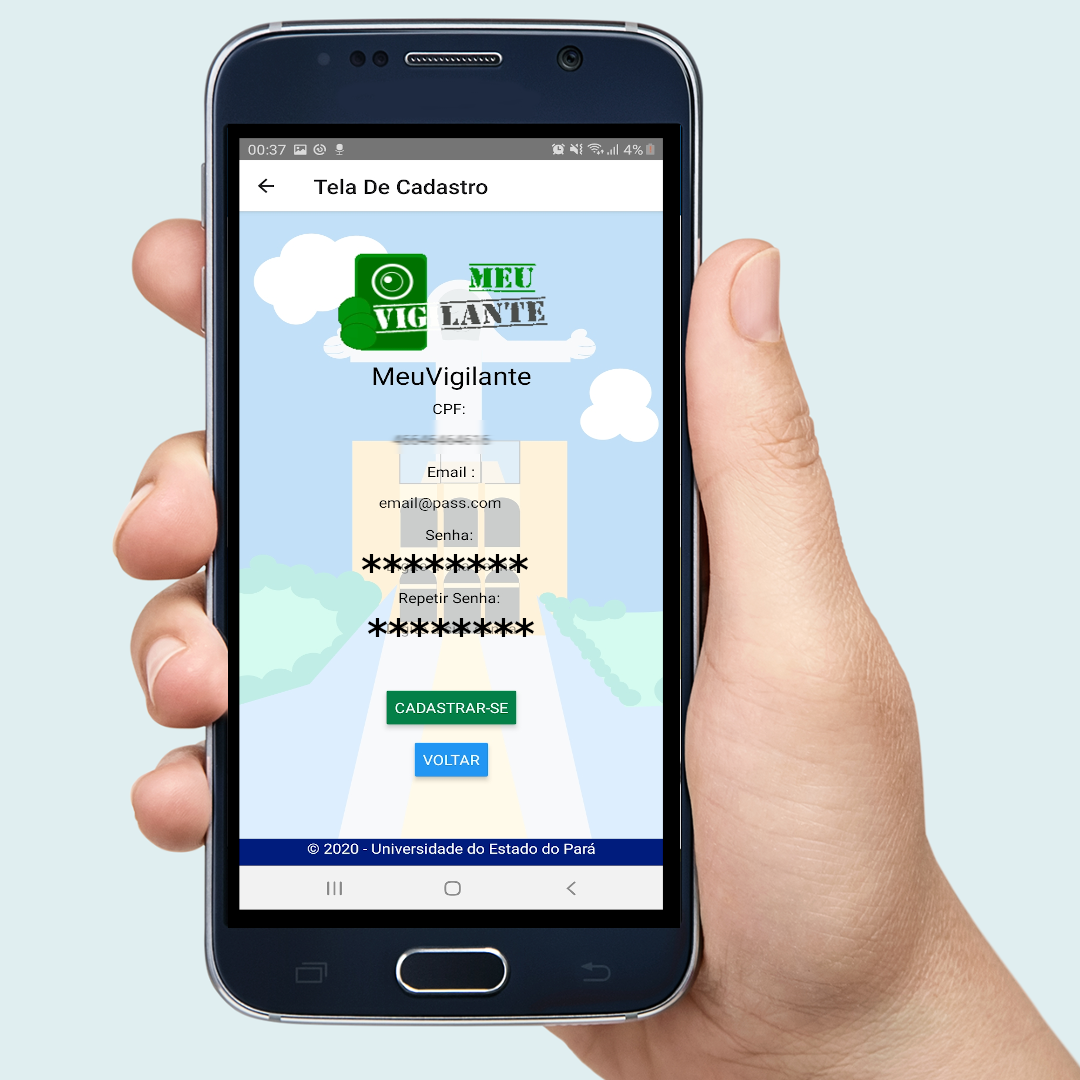 00:37 4%
Tela De Cadastro
MEU
VIG LANTE
MeuVigilante
CPF:
Email :
email@pass.com
Senha:
********
Repetir Senha:
********
CADASTRAR-SE
VOLTAR
© 2020 - Universidade do Estado do Pará